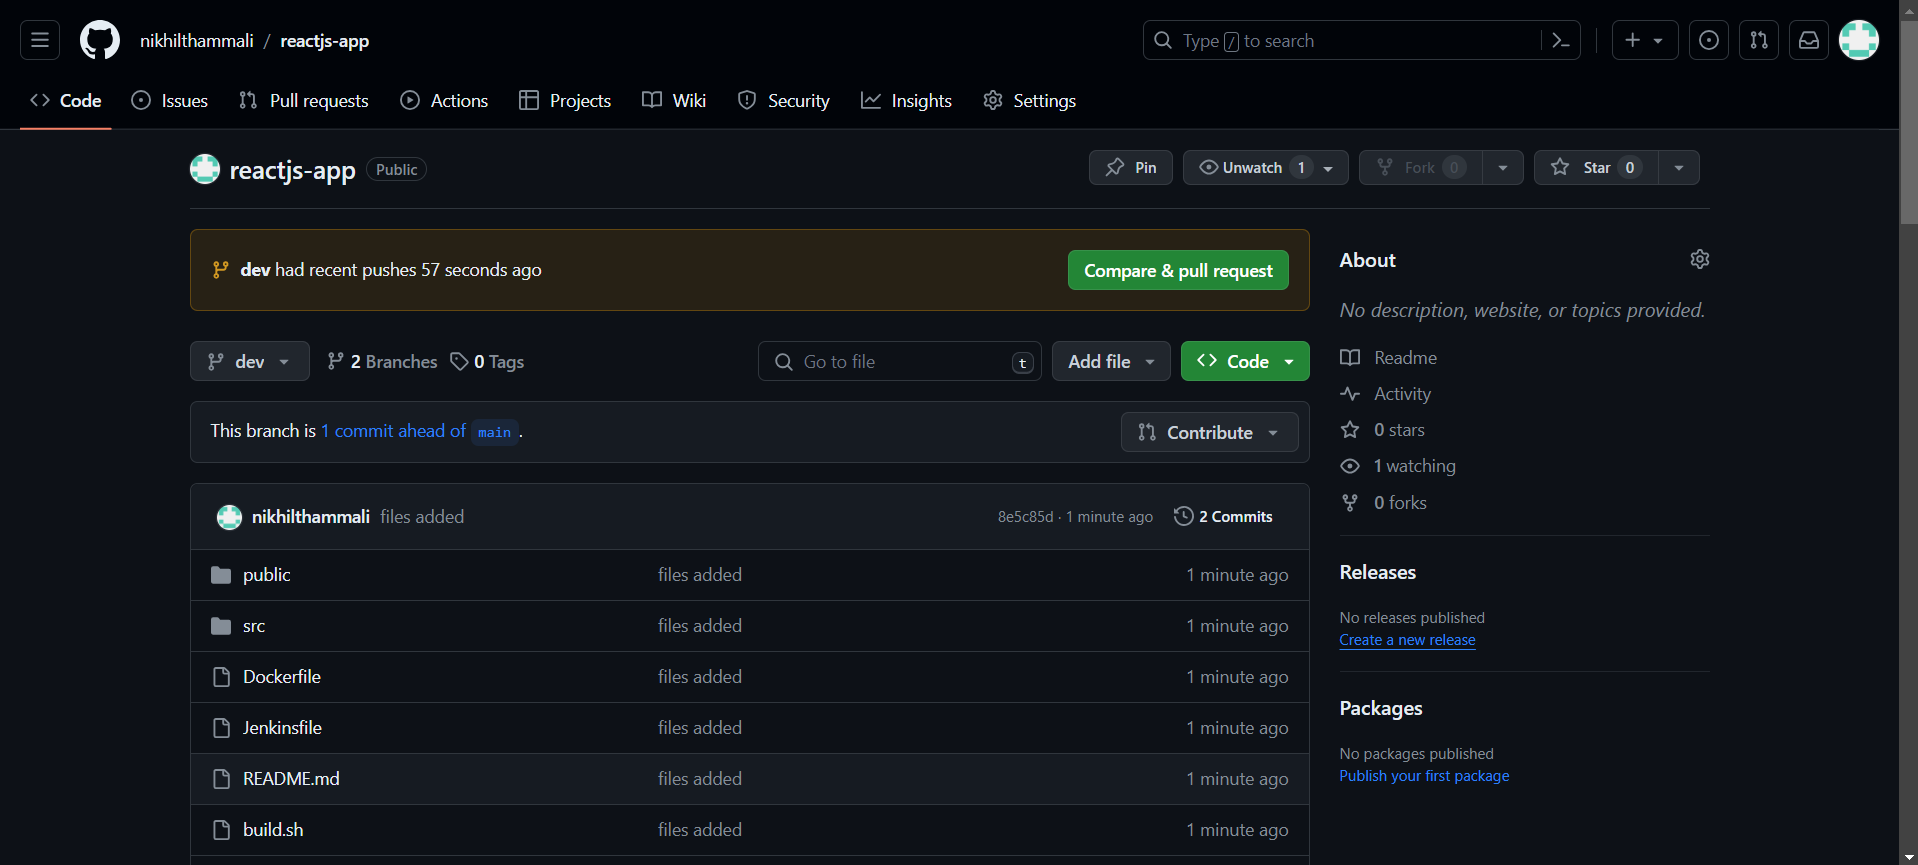 nikhilthammali / reactjs-app
Type / to search
Code Issues Pull requests Actions Projects Wiki Security Insights Settings
reactjs-app Public
Pin Unwatch 1 Fork 0 Star 0
dev had recent pushes 57 seconds ago
Compare & pull request
dev 2 Branches 0 Tags
Go to file t Add file Code
This branch is 1 commit ahead of main .
Contribute
nikhilthammali files added 8e5c85d · 1 minute ago 2 Commits
public files added 1 minute ago
src files added 1 minute ago
Dockerfile files added 1 minute ago
Jenkinsfile files added 1 minute ago
README.md files added 1 minute ago
build.sh files added 1 minute ago
About
No description, website, or topics provided.
Readme
Activity
0 stars
1 watching
0 forks
Releases
No releases published
Create a new release
Packages
No packages published
Publish your first package